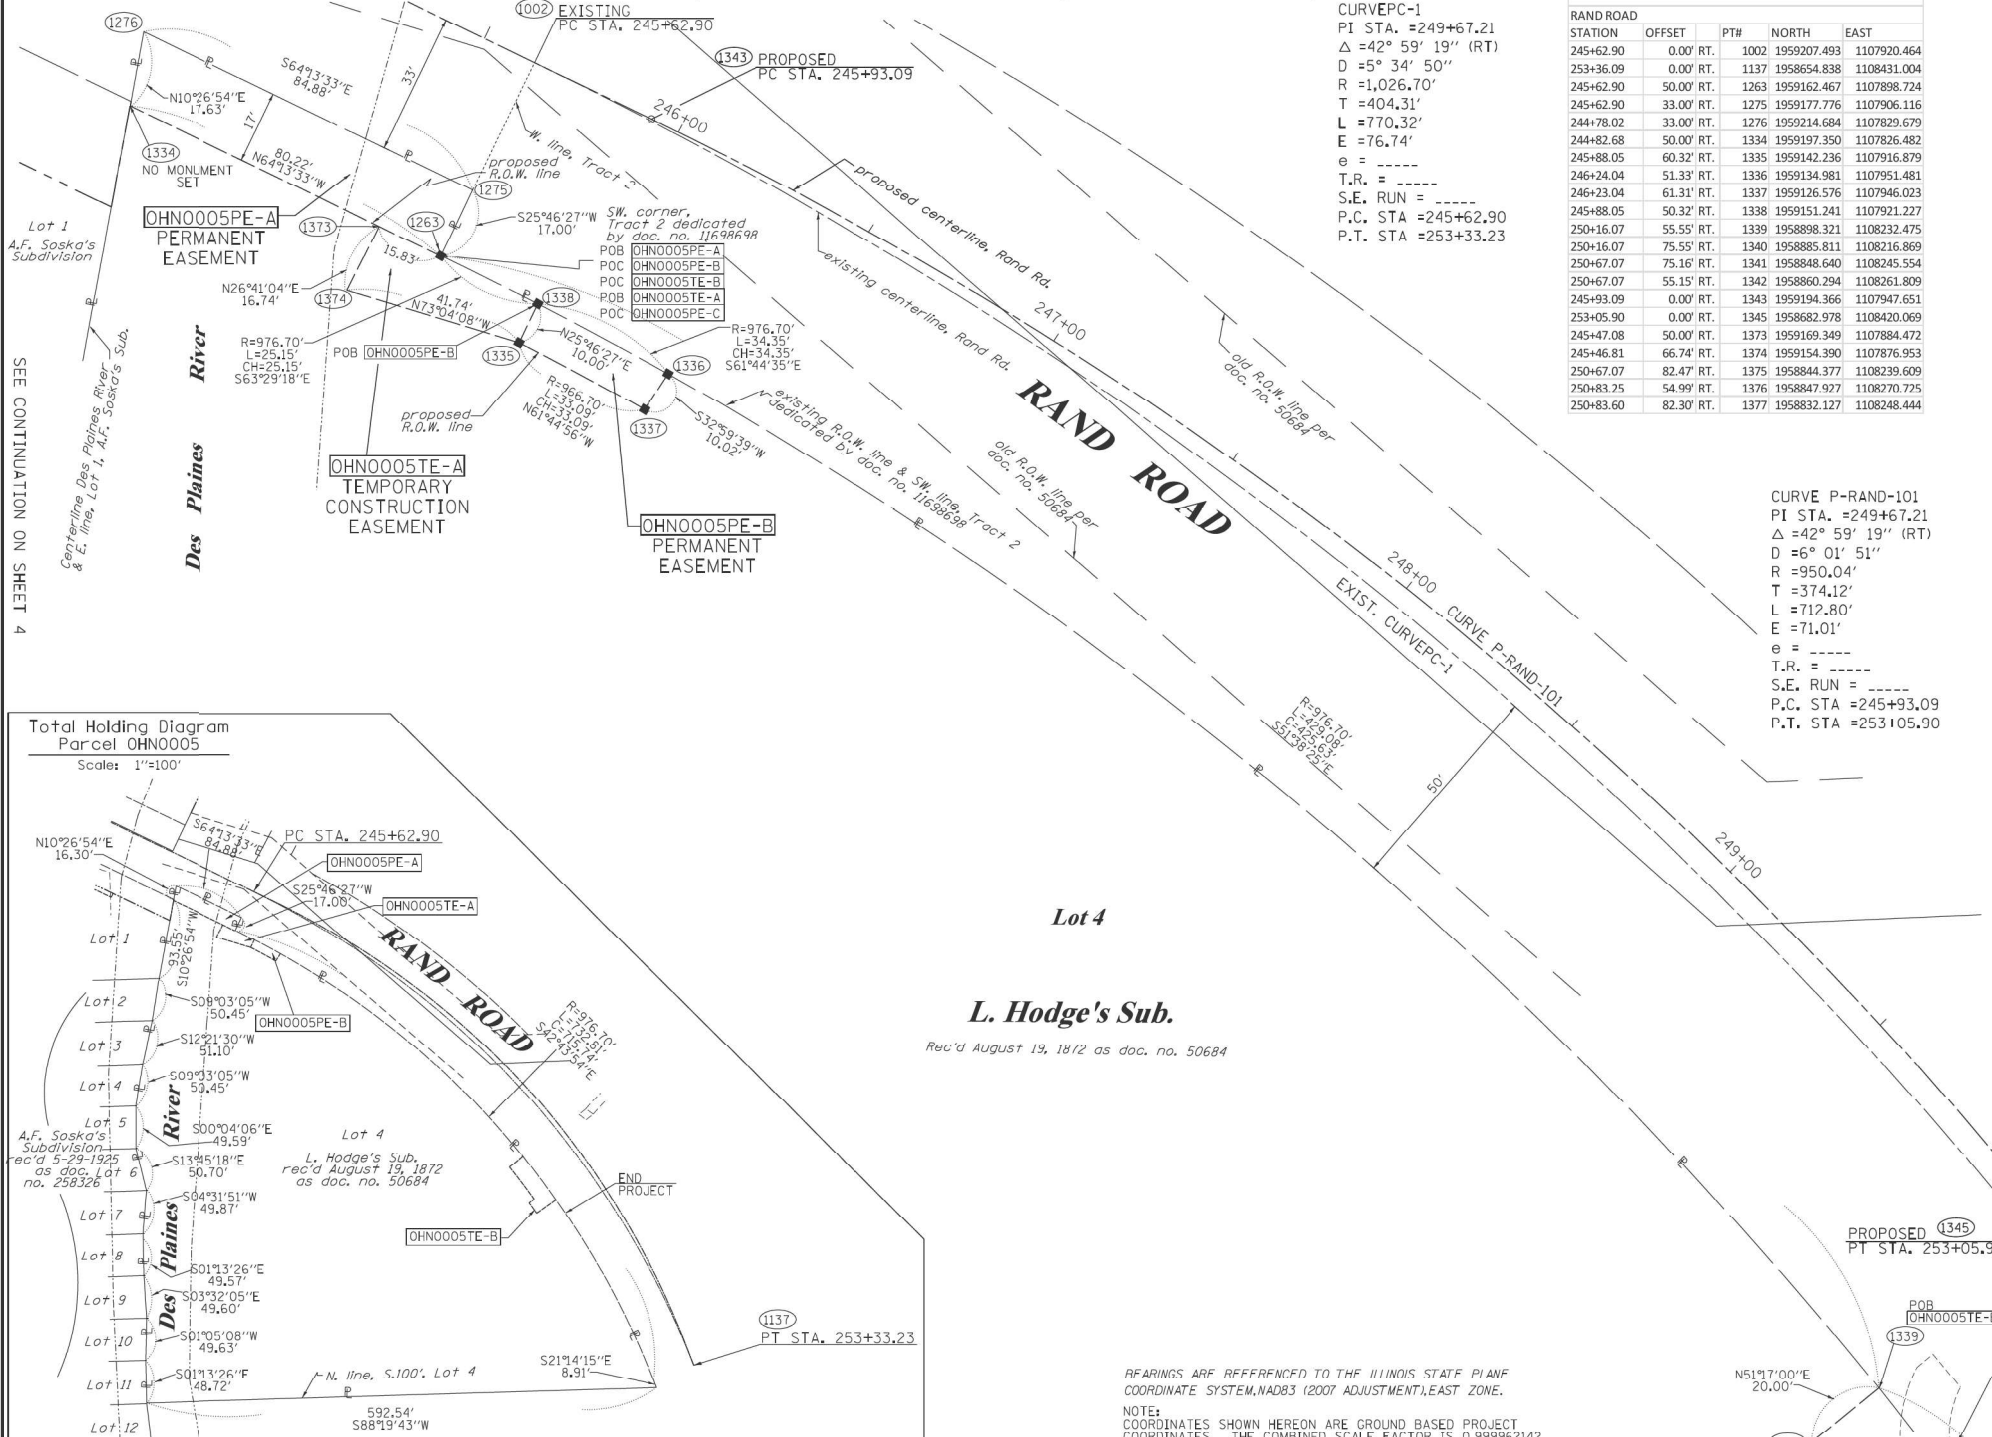 1276
1002 EXISTING
PC STA. 245+62.90
1343 PROPOSED
PC STA. 245+93.09
S64°13'33"E
84.88'
33'
N10°26'54"E
17.63'
17'
1334
NO MONUMENT
SET
80.22'
N64°13'33"W
W. line, Tract 2
246+00
proposed
R.O.W. line
1275
OHN0005PE-A
PERMANENT
EASEMENT
1373
1263
S25°46'27"W
17.00'
SW. corner,
Tract 2 dedicated
by doc. no. 11698698
POB OHN0005PE-A
POC OHN0005PE-B
POC OHN0005TE-B
POB OHN0005TE-A
POC OHN0005PE-C
Lot 1
A.F. Soska's
Subdivision
15.83'
N26°41'04"E
16.74'
1374
41.74'
N73°04'08"W
1338
R=976.70'
L=25.15'
CH=25.15'
S63°29'18"E
POB OHN0005PE-B
1335
N25°46'27"E
10.00'
R=976.70'
L=34.35'
CH=34.35'
S61°44'35"E
1336
R=966.70'
L=33.09'
CH=33.09'
N61°44'56"W
1337
S32°59'39"W
10.02'
proposed
R.O.W. line
OHN0005TE-A
TEMPORARY
CONSTRUCTION
EASEMENT
OHN0005PE-B
PERMANENT
EASEMENT
existing R.O.W. line & SW. line, Tract 2
dedicated by doc. no. 11698698
SEE CONTINUATION ON SHEET 4
Centerline Des Plaines River
& E. line, Lot 1, A.F. Soska's Sub.
Des Plaines River
proposed centerline, Rand Rd.
existing centerline, Rand Rd.
247+00
RAND ROAD
old R.O.W. line per
doc. no. 50684
old R.O.W. line per
doc. no. 50684
248+00
CURVE P-RAND-101
EXIST. CURVEPC-1
R=976.70'
L=429.08'
C=425.63'
S51°38'25"E
50'
249+00
CURVEPC-1
PI STA. =249+67.21
Δ =42° 59' 19" (RT)
D =5° 34' 50"
R =1,026.70'
T =404.31'
L =770.32'
E =76.74'
e = -----
T.R. = -----
S.E. RUN = -----
P.C. STA =245+62.90
P.T. STA =253+33.23
RAND ROAD
STATION OFFSET PT# NORTH EAST
245+62.90 0.00' RT. 1002 1959207.493 1107920.464
253+36.09 0.00' RT. 1137 1958654.838 1108431.004
245+62.90 50.00' RT. 1263 1959162.467 1107898.724
245+62.90 33.00' RT. 1275 1959177.776 1107906.116
244+78.02 33.00' RT. 1276 1959214.684 1107829.679
244+82.68 50.00' RT. 1334 1959197.350 1107826.482
245+88.05 60.32' RT. 1335 1959142.236 1107916.879
246+24.04 51.33' RT. 1336 1959134.981 1107951.481
246+23.04 61.31' RT. 1337 1959126.576 1107946.023
245+88.05 50.32' RT. 1338 1959151.241 1107921.227
250+16.07 55.55' RT. 1339 1958898.321 1108232.475
250+16.07 75.55' RT. 1340 1958885.811 1108216.869
250+67.07 75.16' RT. 1341 1958848.640 1108245.554
250+67.07 55.15' RT. 1342 1958860.294 1108261.809
245+93.09 0.00' RT. 1343 1959194.366 1107947.651
253+05.90 0.00' RT. 1345 1958682.978 1108420.069
245+47.08 50.00' RT. 1373 1959169.349 1107884.472
245+46.81 66.74' RT. 1374 1959154.390 1107876.953
250+67.07 82.47' RT. 1375 1958844.377 1108239.609
250+83.25 54.99' RT. 1376 1958847.927 1108270.725
250+83.60 82.30' RT. 1377 1958832.127 1108248.444
CURVE P-RAND-101
PI STA. =249+67.21
Δ =42° 59' 19" (RT)
D =6° 01' 51"
R =950.04'
T =374.12'
L =712.80'
E =71.01'
e = -----
T.R. = -----
S.E. RUN = -----
P.C. STA =245+93.09
P.T. STA =253+05.90
Total Holding Diagram
Parcel OHN0005
Scale: 1"=100'
N10°26'54"E
16.30'
S64°13'33"E
84.88'
PC STA. 245+62.90
OHN0005PE-A
S25°46'27"W
17.00'
OHN0005TE-A
93.55'
S10°26'54"W
RAND ROAD
Lot 1
Lot 2
S09°03'05"W
50.45'
OHN0005PE-B
Lot 3
S12°21'30"W
51.10'
Lot 4
S09°03'05"W
50.45'
Lot 5
S00°04'06"E
49.59'
A.F. Soska's
Subdivision
rec'd 5-29-1925
as doc.
no. 258326
Lot 6
S13°45'18"E
50.70'
Lot 7
S04°31'51"W
49.87'
Lot 8
S01°13'26"E
49.57'
Lot 9
S03°32'05"E
49.60'
Lot 10
S01°05'08"W
49.63'
Lot 11
S01°13'26"E
48.72'
Lot 12
Des Plaines River
Lot 4
L. Hodge's Sub.
rec'd August 19, 1872
as doc. no. 50684
R=976.70'
L=732.51'
C=715.74'
S42°43'54"E
END
PROJECT
OHN0005TE-B
1137
PT STA. 253+33.23
S21°14'15"E
8.91'
N. line, S.100', Lot 4
592.54'
S88°19'43"W
Lot 4
L. Hodge's Sub.
Rec'd August 19, 1872 as doc. no. 50684
PROPOSED 1345
PT STA. 253+05.9
POB
OHN0005TE-
1339
N51°17'00"E
20.00'
BEARINGS ARE REFERENCED TO THE ILLINOIS STATE PLANE
COORDINATE SYSTEM,NAD83 (2007 ADJUSTMENT),EAST ZONE.
NOTE:
COORDINATES SHOWN HEREON ARE GROUND BASED PROJECT
COORDINATES. THE COMBINED SCALE FACTOR IS 0.999962142